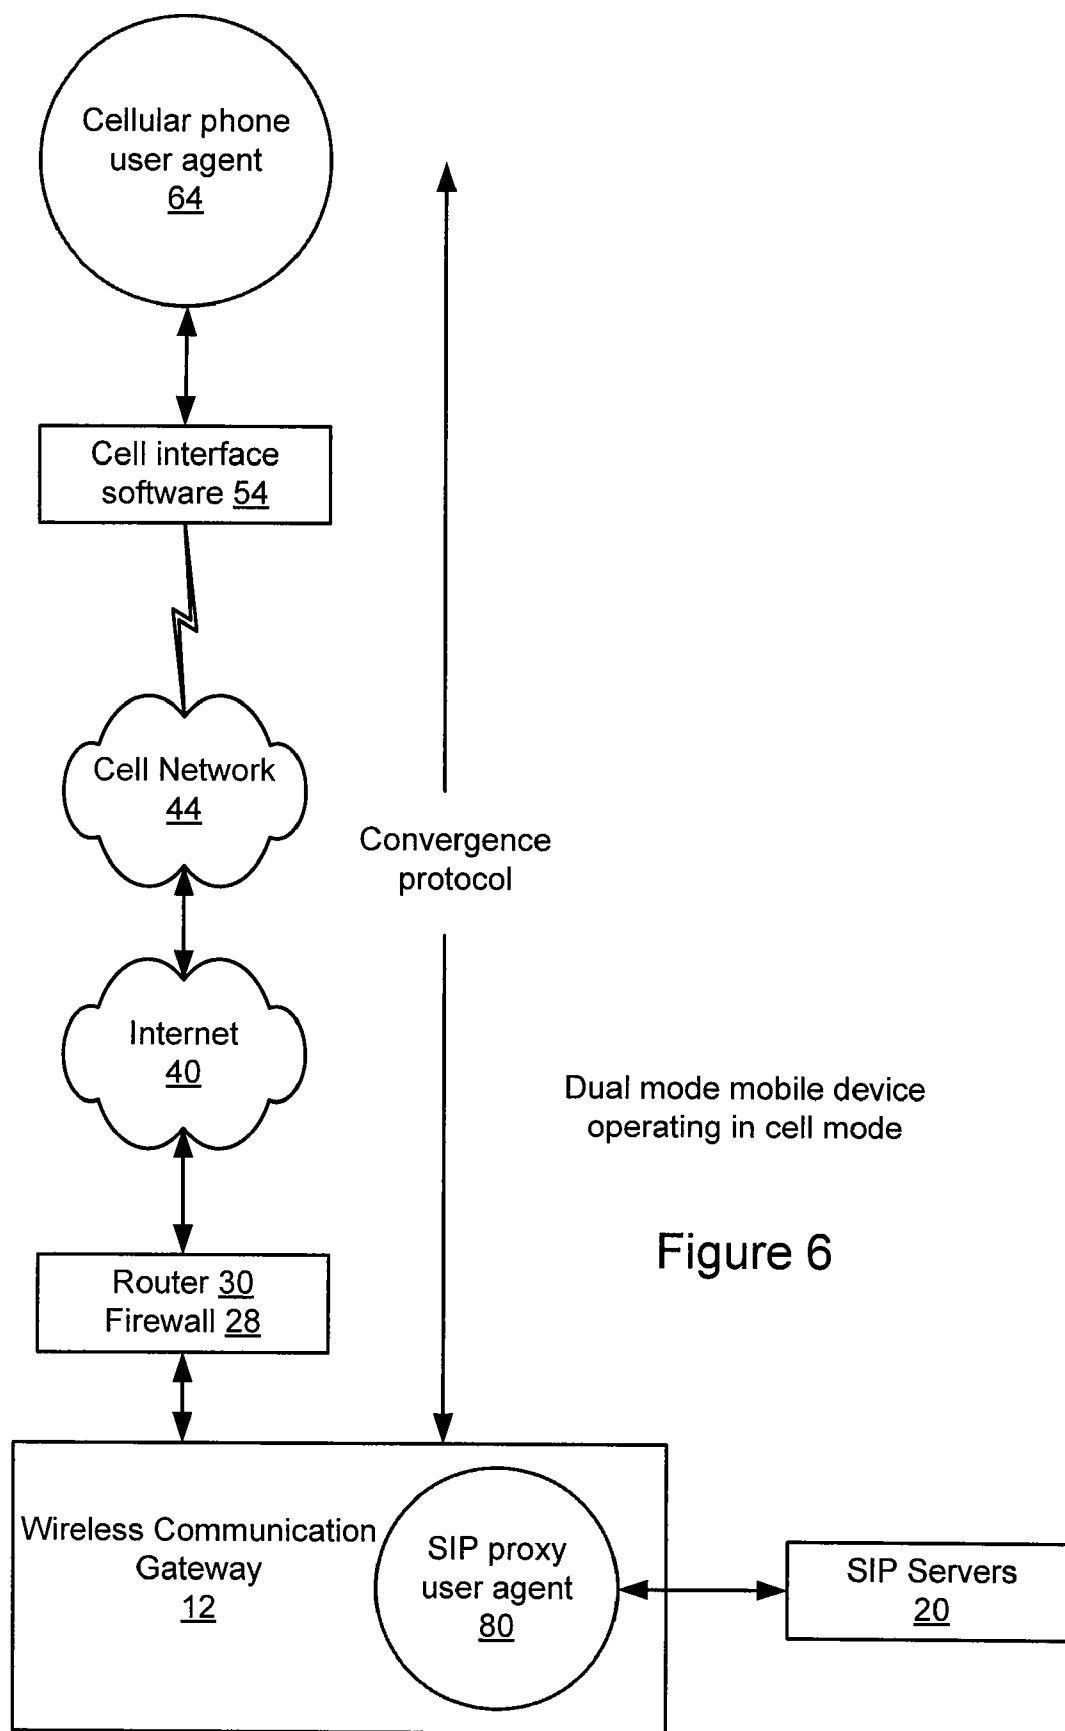 Cellular phone
user agent
64
Cell interface
software 54
Cell Network
44
Convergence
protocol
Internet
40
Dual mode mobile device
operating in cell mode
Figure 6
Router 30
Firewall 28
Wireless Communication
Gateway
12
SIP proxy
user agent
80
SIP Servers
20